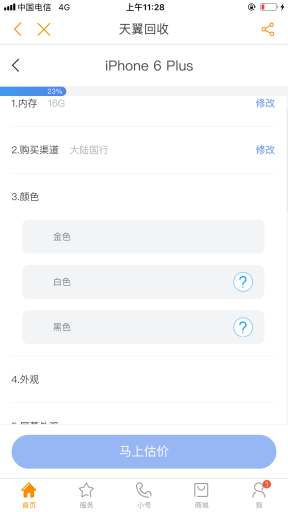 中国电信 4G 上午11:28
天翼回收
iPhone 6 Plus
23%
1.内存 16G 修改
2.购买渠道 大陆国行 修改
3.颜色
金色
白色 ?
黑色 ?
4.外观
马上估价
1
首页 服务 小号 商城 我